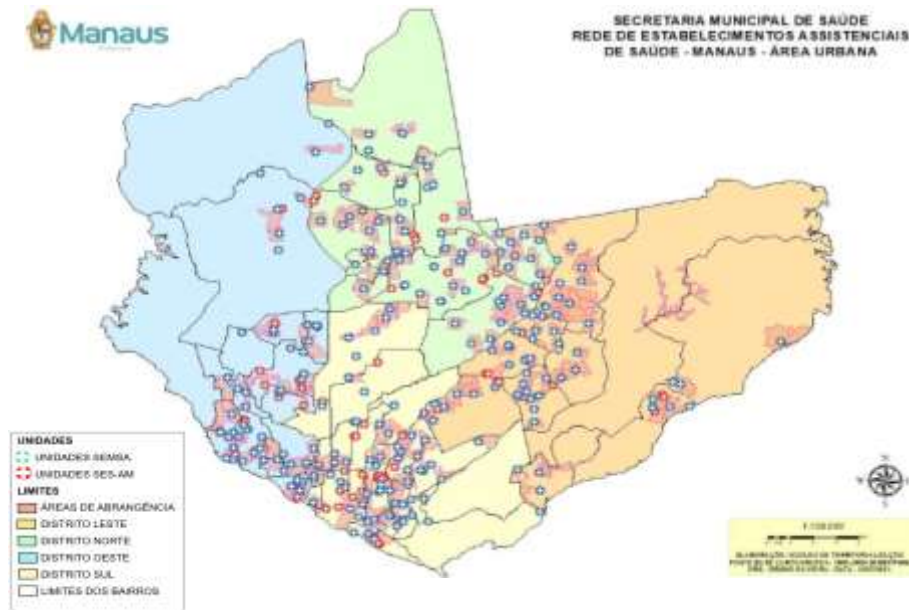 Manaus
SECRETARIA MUNICIPAL DE SAÚDE
REDE DE ESTABELECIMENTOS ASSISTENCIAIS
DE SAÚDE - MANAUS - ÁREA URBANA
UNIDADES
UNIDADES SEMSA
UNIDADES SES-AM
LIMITES
ÁREAS DE ABRANGÊNCIA
DISTRITO LESTE
DISTRITO NORTE
DISTRITO OESTE
DISTRITO SUL
LIMITES DOS BAIRROS